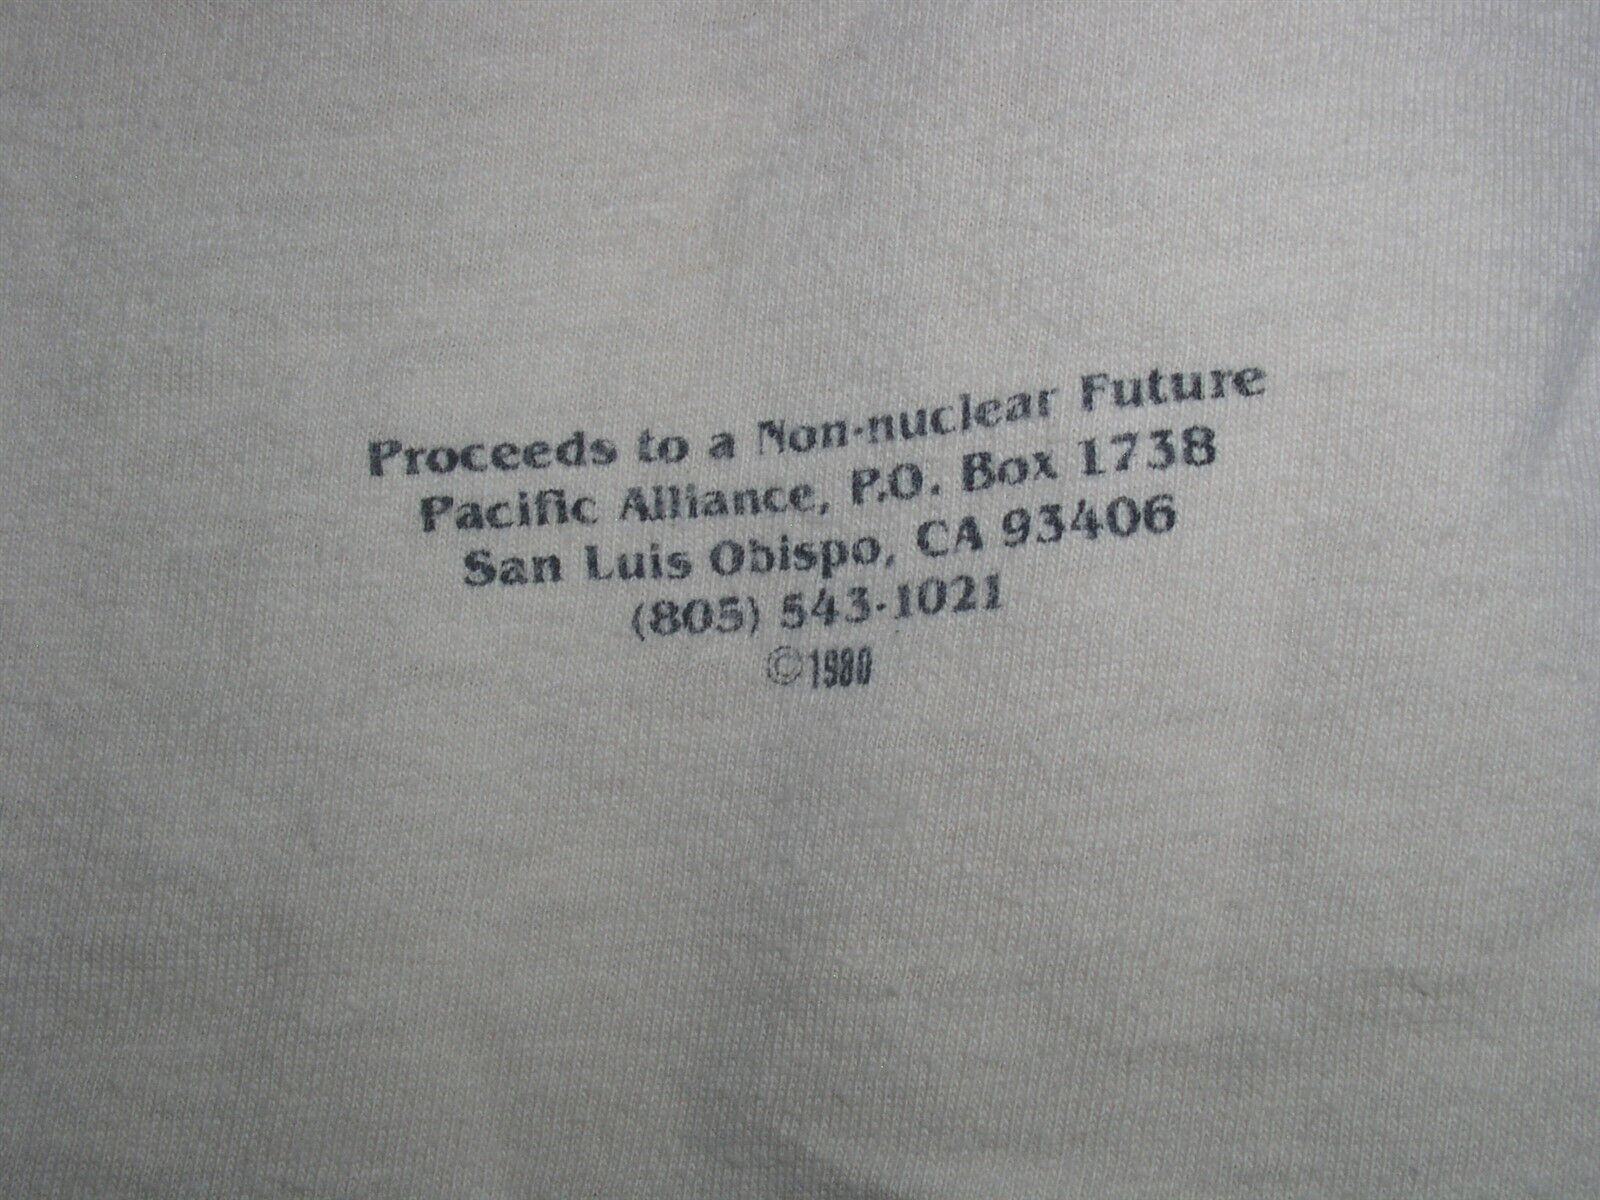 Proceeds to a Non-nuclear Future
Pacific Alliance, P.O. Box 1738
San Luis Obispo, CA 93406
(805) 543-1021
©1980